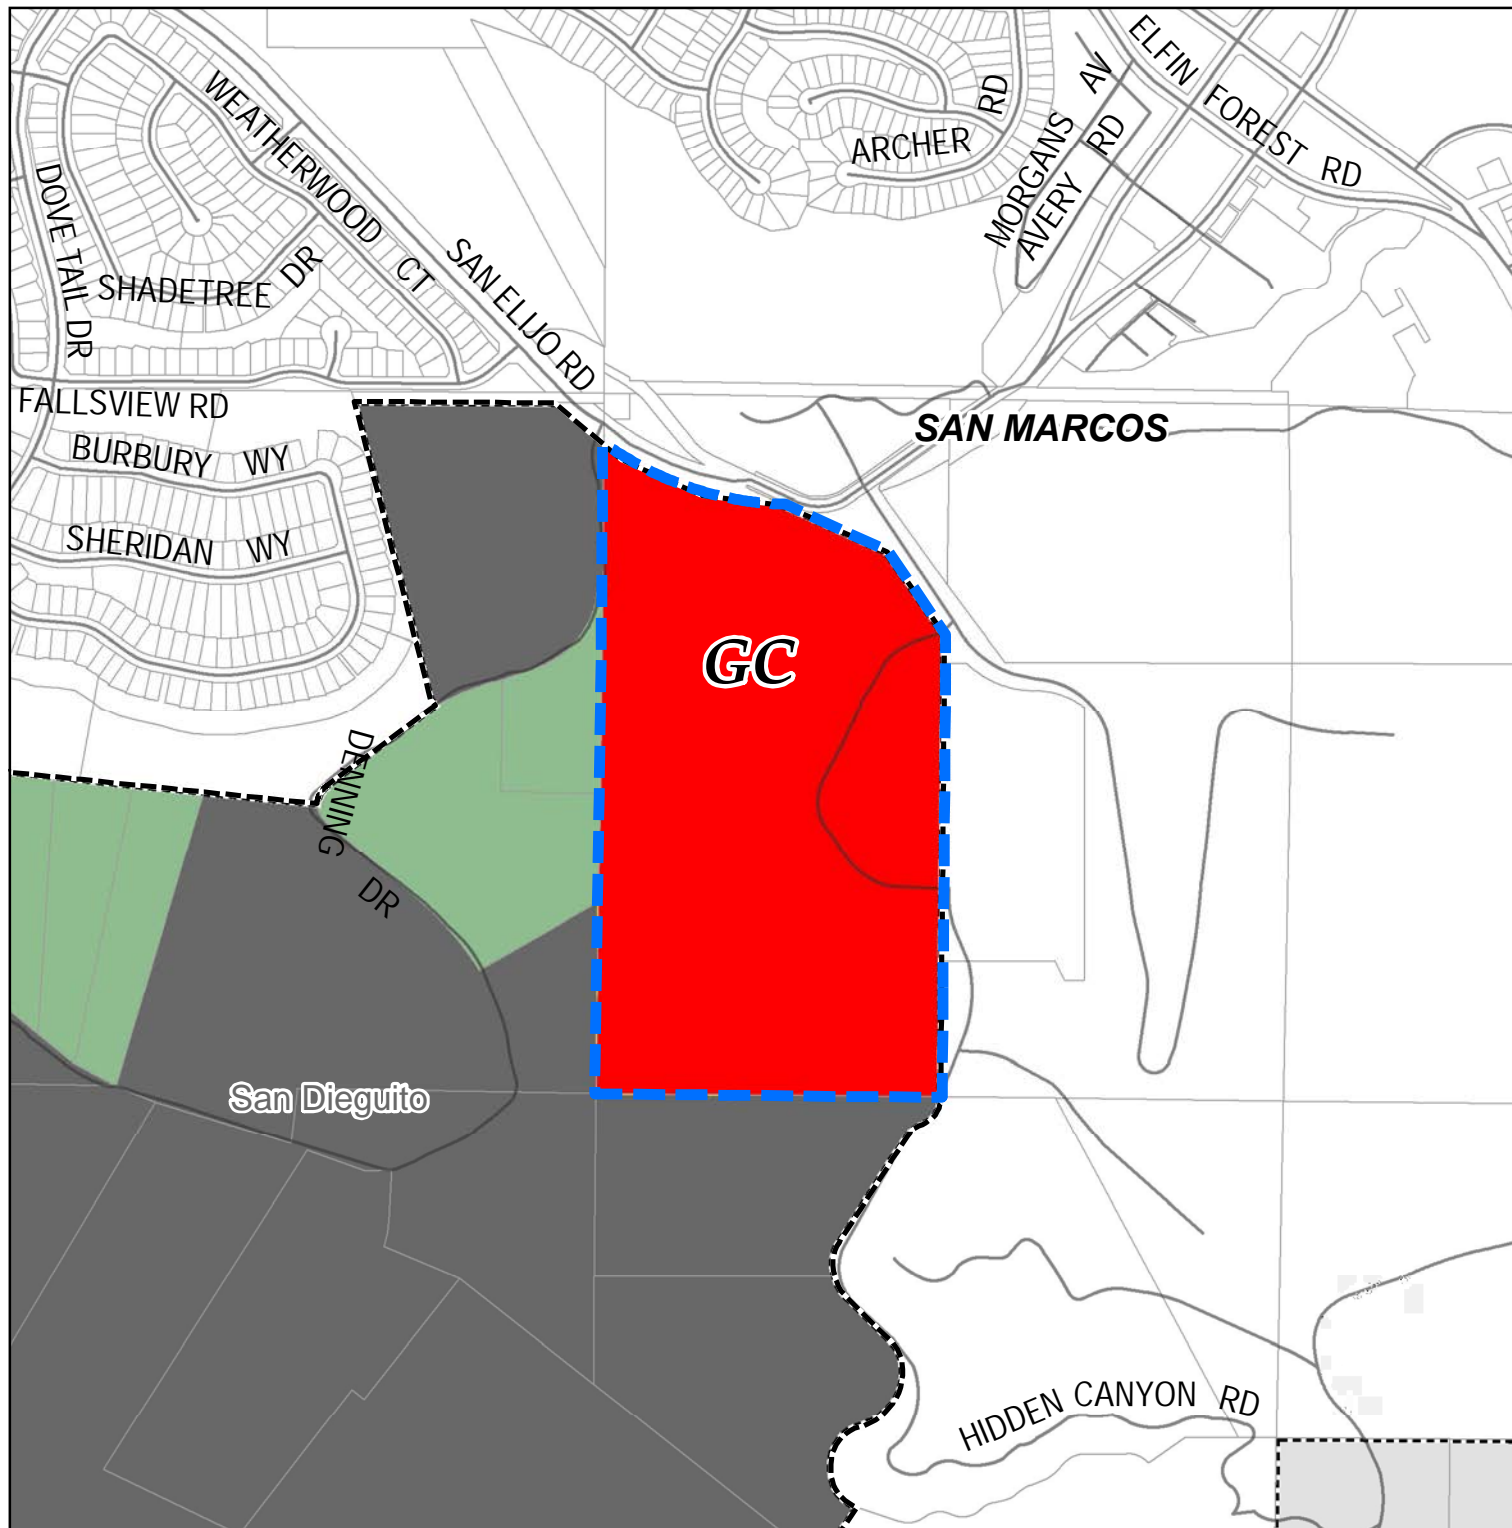 ELFIN FOREST RD
MORGANS AV
AVERY RD
ARCHER RD
WEATHERWOOD CT
DOVE TAIL DR
SHADETREE DR
SAN ELIJO RD
FALLSVIEW RD
SAN MARCOS
BURBURY WY
SHERIDAN WY
GC
DENNING DR
San Dieguito
HIDDEN CANYON RD